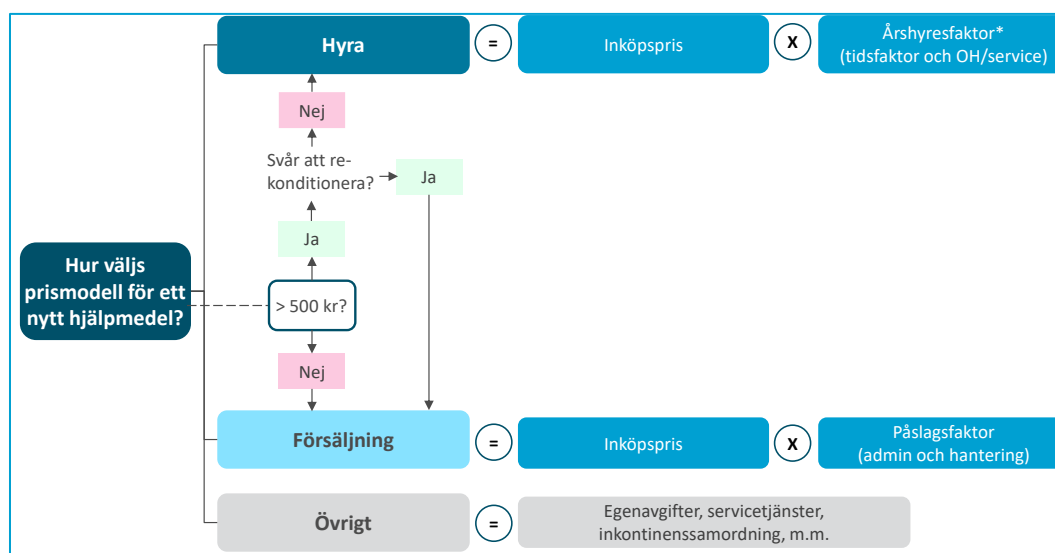 Hyra
=
Inköpspris
X
Årshyresfaktor*
(tidsfaktor och OH/service)
Nej
Svår att re-
konditionera?
Ja
Ja
Hur väljs
prismodell för ett
nytt hjälpmedel?
> 500 kr?
Nej
Försäljning
=
Inköpspris
X
Påslagsfaktor
(admin och hantering)
Övrigt
=
Egenavgifter, servicetjänster,
inkontinenssamordning, m.m.